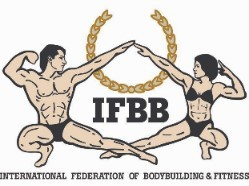 IFBB
INTERNATIONAL FEDERATION OF BODYBUILDING & FITNESS